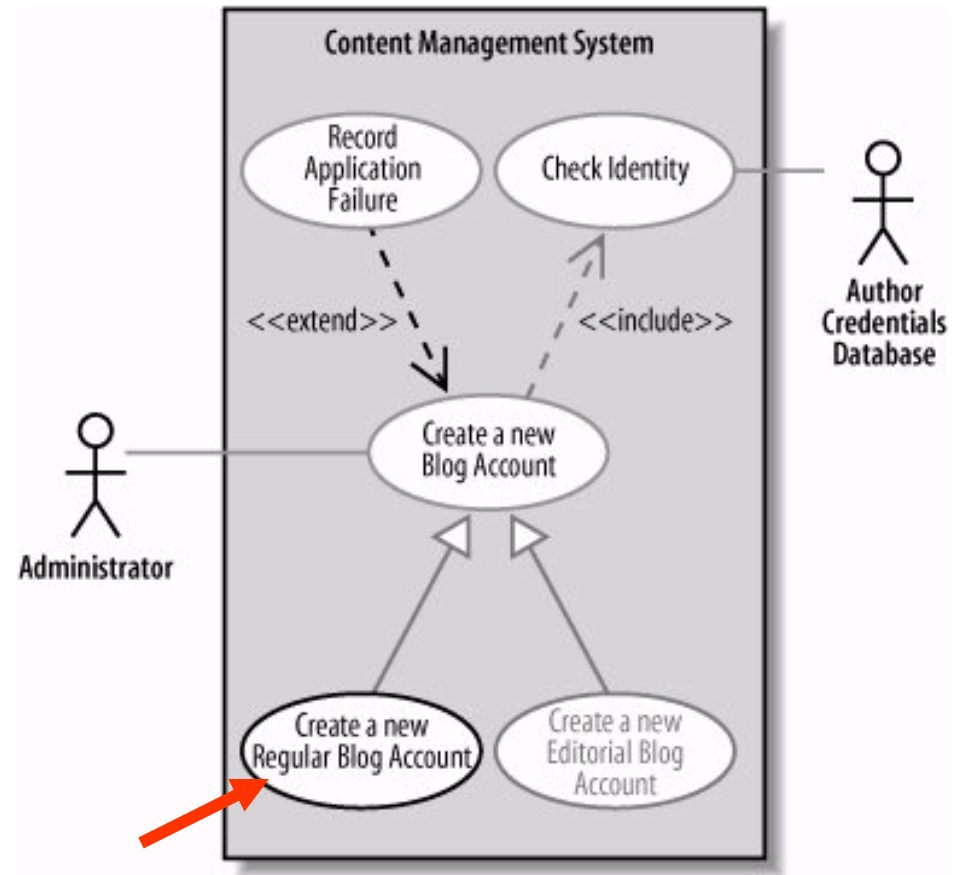 Content Management System
Record
Application
Failure
Check Identity
Author
Credentials
Database
<<extend>>
<<include>>
Create a new
Blog Account
Administrator
Create a new
Regular Blog Account
Create a new
Editorial Blog
Account